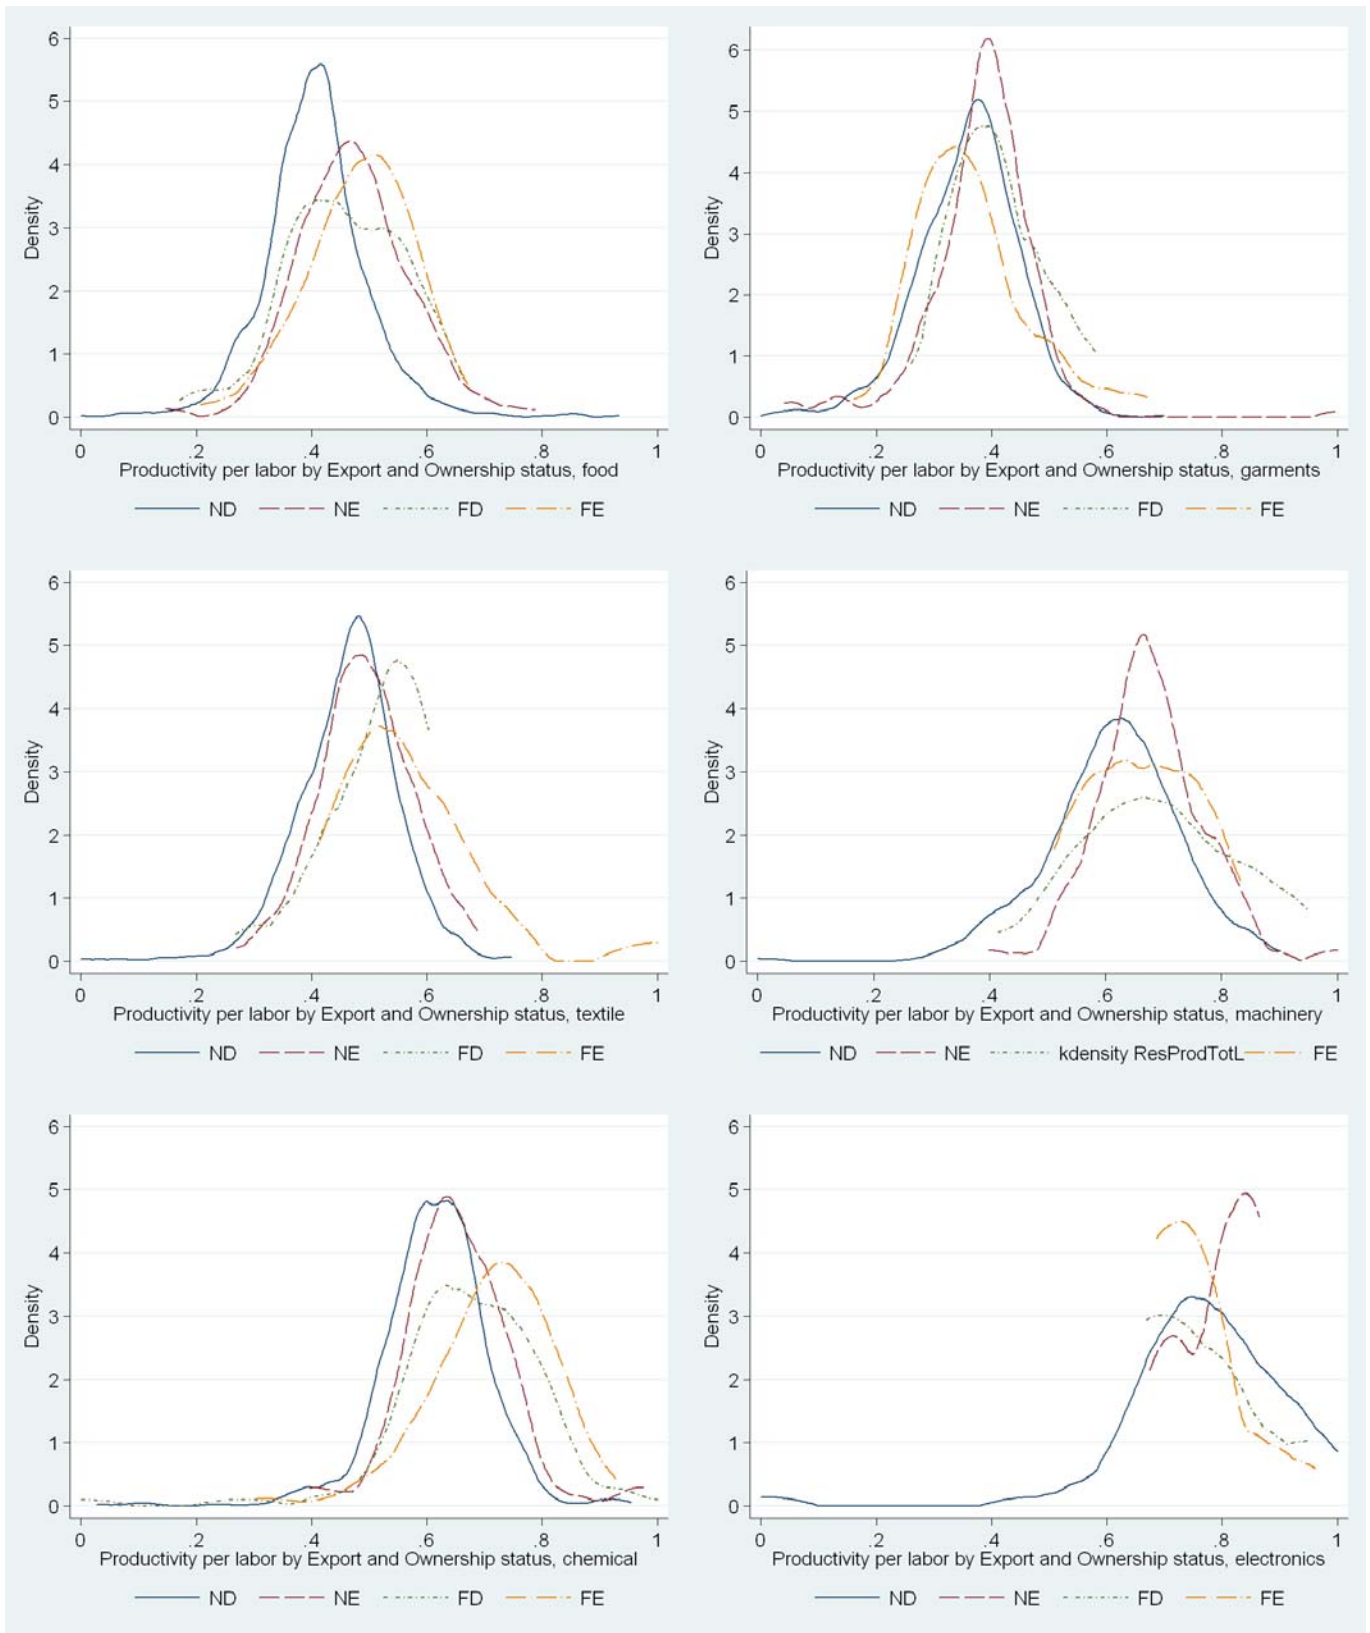 6
5
4
3
2
1
0
Density
0 .2 .4 .6 .8 1
Productivity per labor by Export and Ownership status, food
ND NE FD FE
6
5
4
3
2
1
0
Density
0 .2 .4 .6 .8 1
Productivity per labor by Export and Ownership status, garments
ND NE FD FE
6
5
4
3
2
1
0
Density
0 .2 .4 .6 .8 1
Productivity per labor by Export and Ownership status, textile
ND NE FD FE
6
5
4
3
2
1
0
Density
0 .2 .4 .6 .8 1
Productivity per labor by Export and Ownership status, machinery
ND NE kdensity ResProdTotL FE
6
5
4
3
2
1
0
Density
0 .2 .4 .6 .8 1
Productivity per labor by Export and Ownership status, chemical
ND NE FD FE
6
5
4
3
2
1
0
Density
0 .2 .4 .6 .8 1
Productivity per labor by Export and Ownership status, electronics
ND NE FD FE